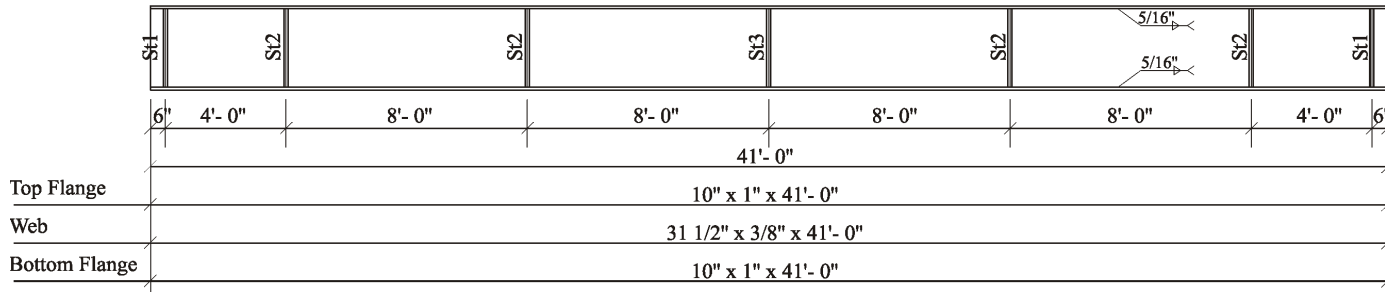 St1 St2 St2 St3 St2 St2 St1
5/16"
5/16"
6" 4'- 0" 8'- 0" 8'- 0" 8'- 0" 8'- 0" 4'- 0" 6"
41'- 0"
Top Flange 10" x 1" x 41'- 0"
Web 31 1/2" x 3/8" x 41'- 0"
Bottom Flange 10" x 1" x 41'- 0"